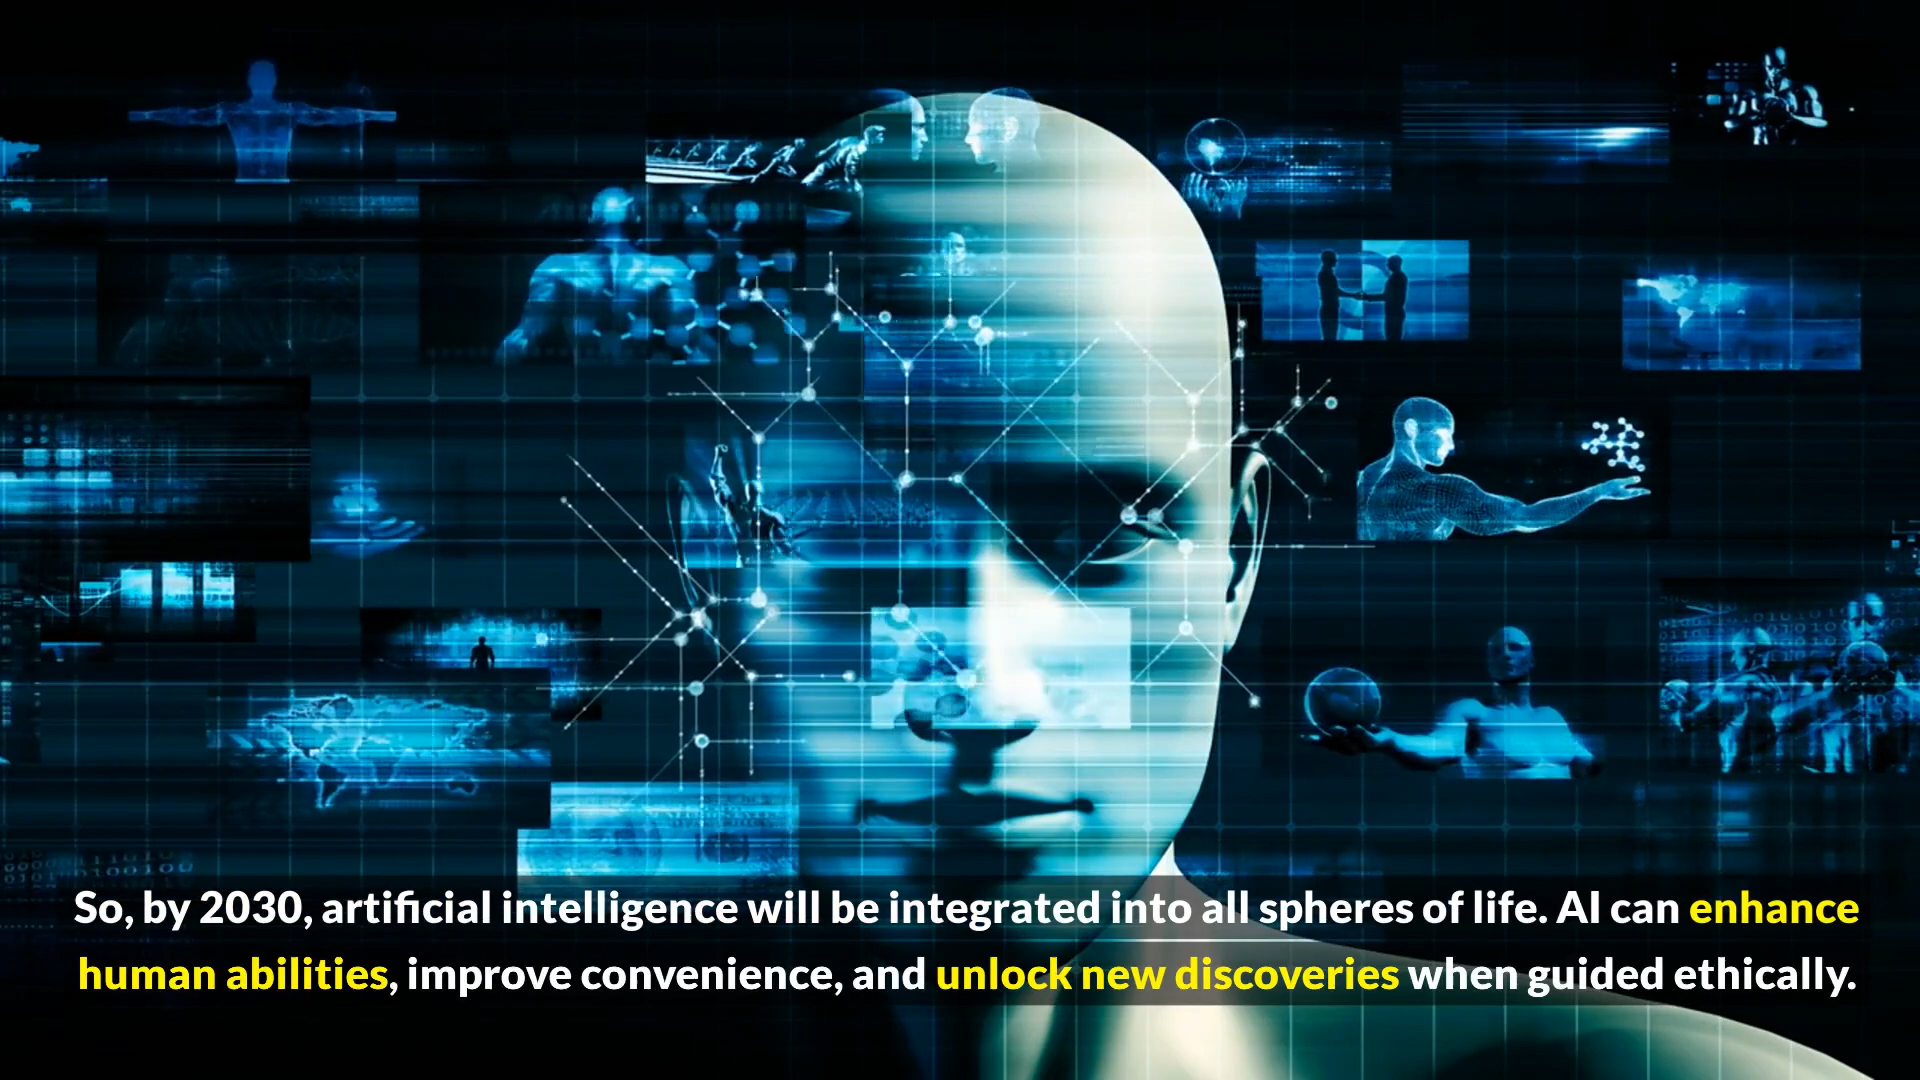 So, by 2030, artificial intelligence will be integrated into all spheres of life. AI can enhance
human abilities, improve convenience, and unlock new discoveries when guided ethically.